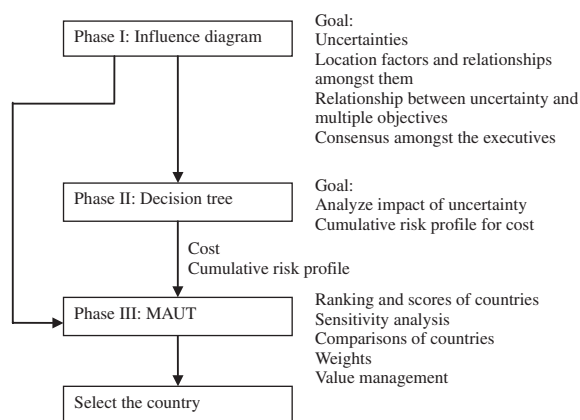 Phase I: Influence diagram
Goal:
Uncertainties
Location factors and relationships
amongst them
Relationship between uncertainty and
multiple objectives
Consensus amongst the executives
Phase II: Decision tree
Goal:
Analyze impact of uncertainty
Cumulative risk profile for cost
Cost
Cumulative risk profile
Phase III: MAUT
Ranking and scores of countries
Sensitivity analysis
Comparisons of countries
Weights
Value management
Select the country